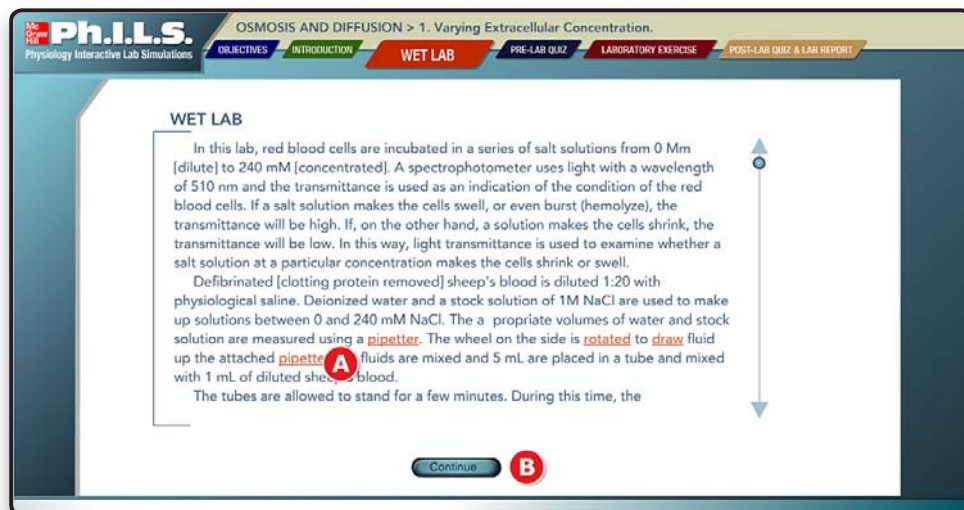 Mc
Graw
Hill
Ph.I.L.S.
Physiology Interactive Lab Simulations
OSMOSIS AND DIFFUSION > 1. Varying Extracellular Concentration.
OBJECTIVES
INTRODUCTION
WET LAB
PRE-LAB QUIZ
LABORATORY EXERCISE
POST-LAB QUIZ & LAB REPORT
WET LAB
In this lab, red blood cells are incubated in a series of salt solutions from 0 Mm
[dilute] to 240 mM [concentrated]. A spectrophotometer uses light with a wavelength
of 510 nm and the transmittance is used as an indication of the condition of the red
blood cells. If a salt solution makes the cells swell, or even burst (hemolyze), the
transmittance will be high. If, on the other hand, a solution makes the cells shrink, the
transmittance will be low. In this way, light transmittance is used to examine whether a
salt solution at a particular concentration makes the cells shrink or swell.
Defibrinated [clotting protein removed] sheep's blood is diluted 1:20 with
physiological saline. Deionized water and a stock solution of 1M NaCl are used to make
up solutions between 0 and 240 mM NaCl. The a propriate volumes of water and stock
solution are measured using a pipetter. The wheel on the side is rotated to draw fluid
up the attached pipette A fluids are mixed and 5 mL are placed in a tube and mixed
with 1 mL of diluted blood.
The tubes are allowed to stand for a few minutes. During this time, the
Continue
B